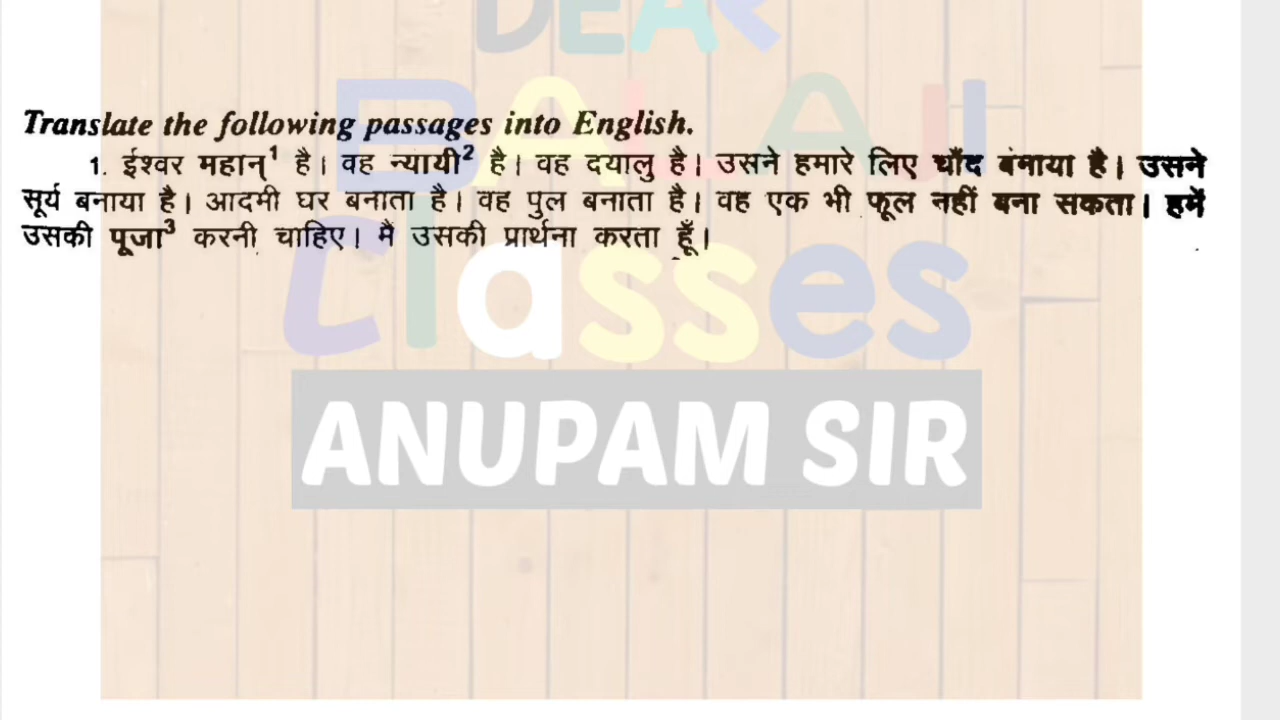 DEAR
BALAJI
Translate the following passages into English.
1. ईश्वर महान्¹ है। वह न्यायी² है। वह दयालु है। उसने हमारे लिए चाँद बनाया है। उसने
सूर्य बनाया है। आदमी घर बनाता है। वह पुल बनाता है। वह एक भी फूल नहीं बना सकता। हमें
उसकी पूजा³ करनी चाहिए। मैं उसकी प्रार्थना करता हूँ।
Classes
ANUPAM SIR